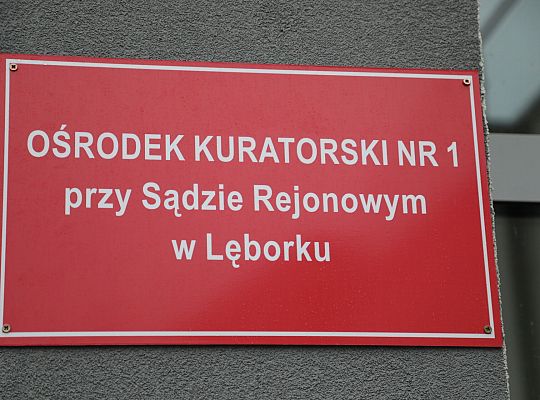 OŚRODEK KURATORSKI NR 1
przy Sądzie Rejonowym
w Lęborku